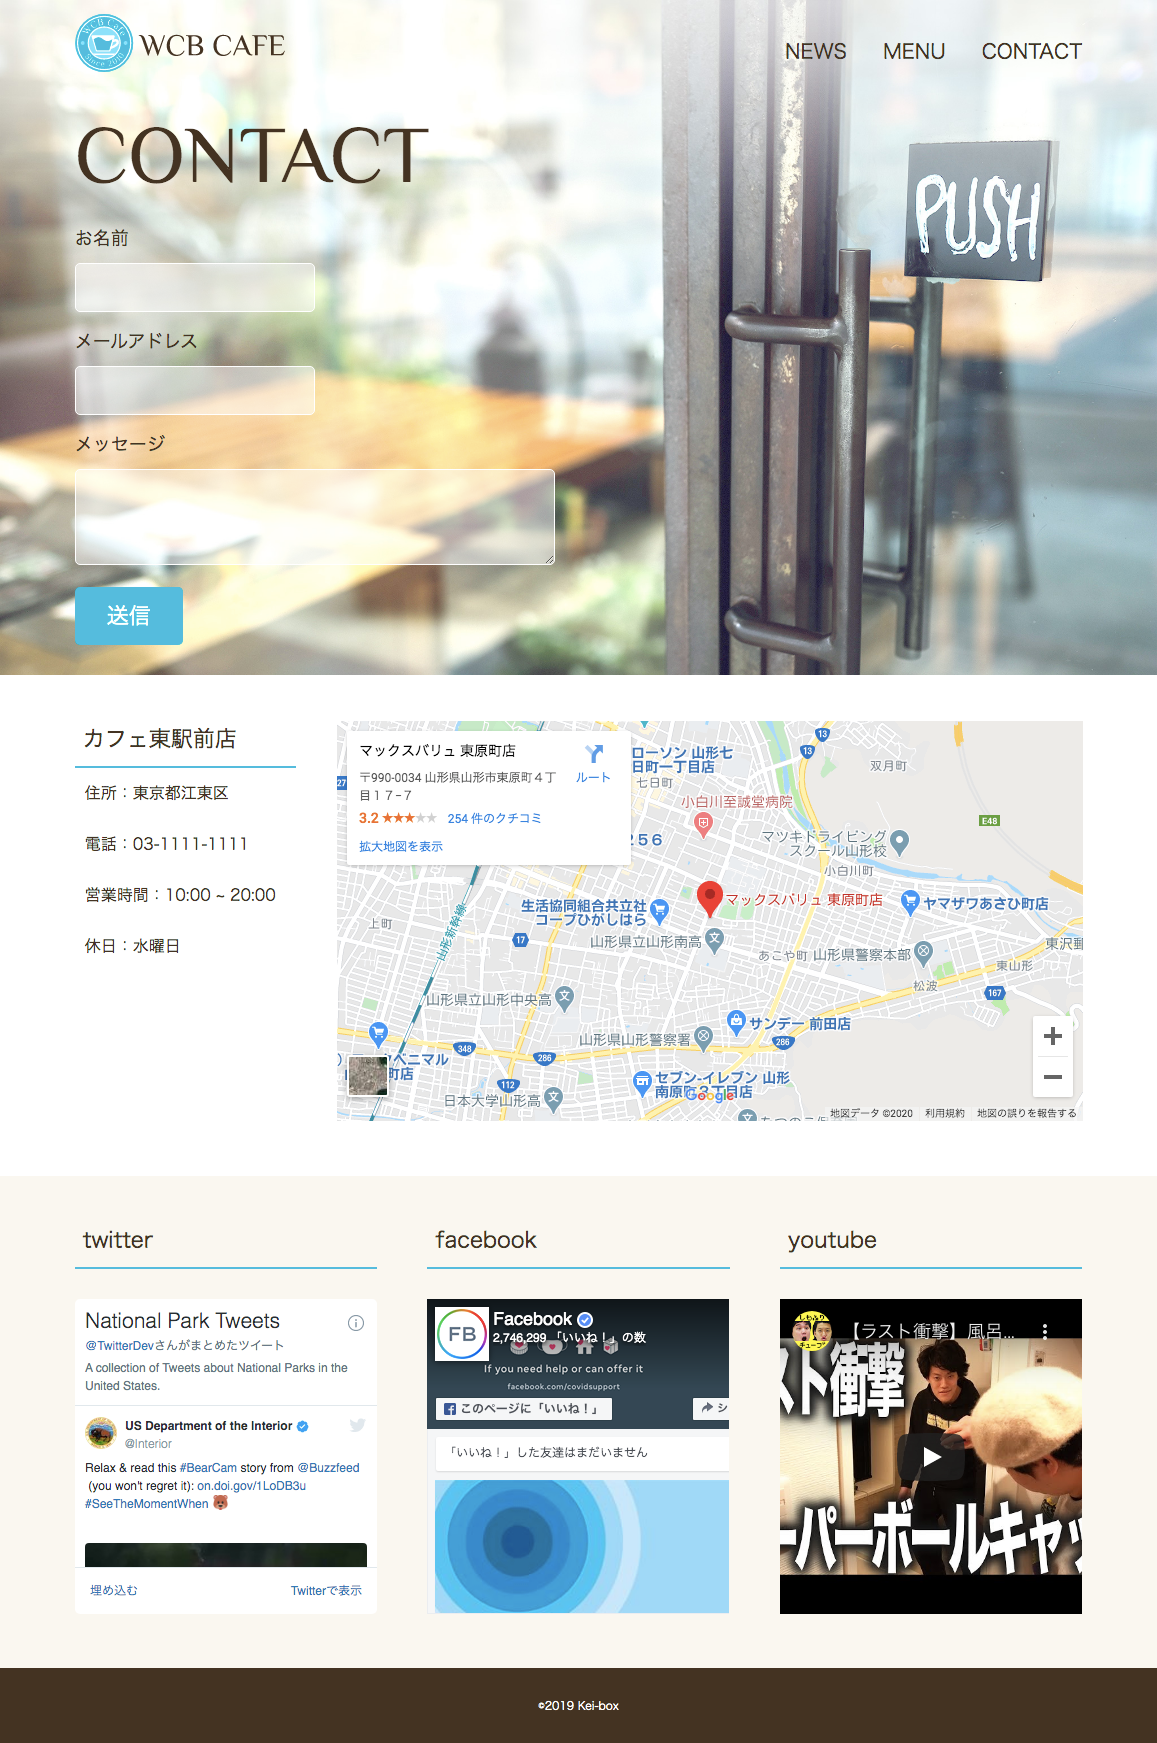 WCB Cafe
Since 2010
WCB CAFE
NEWS
MENU
CONTACT
CONTACT
PUSH
お名前
メールアドレス
メッセージ
送信
カフェ東駅前店
住所：東京都江東区
電話：03-1111-1111
営業時間：10:00 ~ 20:00
休日：水曜日
マックスバリュ 東原町店
〒990-0034 山形県山形市東原町４丁
目１７−７
ルート
3.2
254 件のクチコミ
拡大地図を表示
ローソン 山形七
日町一丁目店
七日町
13
13
双月町
小白川至誠堂病院
E48
256
マツキドライビング
スクール山形校
小白川町
マックスバリュ 東原町店
ヤマザワあさひ町店
生活協同組合共立社
コープひがしはら
上町
山形新幹線
17
山形県立山形南高
あこや町
山形県警察本部
東沢郵
東山形
松波
167
山形県立山形中央高
サンデー 前田店
山形県山形警察署
286
348
286
町店
セブン-イレブン 山形
南原町３丁目店
Google
112
日本大学山形高
地図データ ©2020
利用規約
地図の誤りを報告する
twitter
facebook
youtube
National Park Tweets
@TwitterDevさんがまとめたツイート
A collection of Tweets about National Parks in the
United States.
US Department of the Interior
@Interior
Relax & read this #BearCam story from @Buzzfeed
(you won't regret it): on.doi.gov/1LoDB3u
#SeeTheMomentWhen
埋め込む
Twitterで表示
FB
Facebook
2,746,299 「いいね！」の数
If you need help or can offer it
facebook.com/covidsupport
このページに「いいね！」
シ
「いいね！」した友達はまだいません
【ラスト衝撃】風呂...
スト衝撃
ーパーボールキャッ
©2019 Kei-box